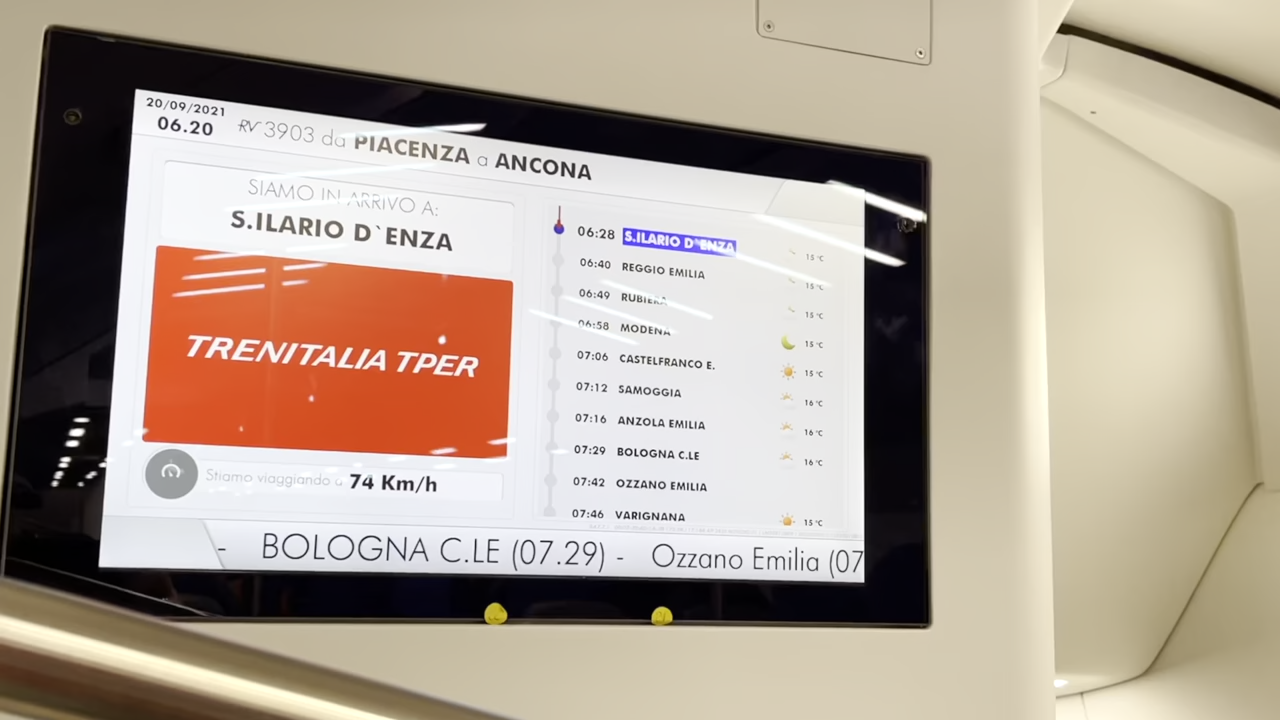 20/09/2021
06.20
RV 3903 da PIACENZA a ANCONA
SIAMO IN ARRIVO A:
S.ILARIO D`ENZA
TRENITALIA TPER
Stiamo viaggiando a 74 Km/h
06:28 S.ILARIO D`ENZA 15 °C
06:40 REGGIO EMILIA 15 °C
06:49 RUBIERA 15 °C
06:58 MODENA 15 °C
07:06 CASTELFRANCO E. 15 °C
07:12 SAMOGGIA 16 °C
07:16 ANZOLA EMILIA 16 °C
07:29 BOLOGNA C.LE 16 °C
07:42 OZZANO EMILIA
07:46 VARIGNANA 15 °C
- BOLOGNA C.LE (07.29) - Ozzano Emilia (07